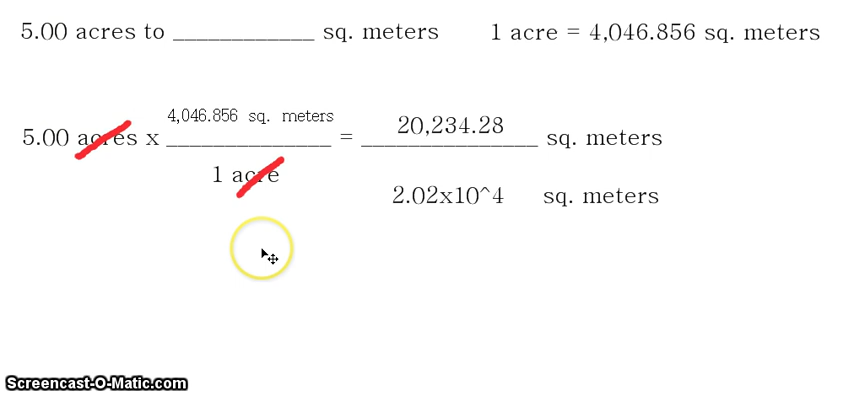 5.00 acres to ____________ sq. meters 1 acre = 4,046.856 sq. meters
4,046.856 sq. meters
5.00 acres x ______________ = _______________ sq. meters
20,234.28
1 acre
2.02x10^4 sq. meters
Screencast-O-Matic.com